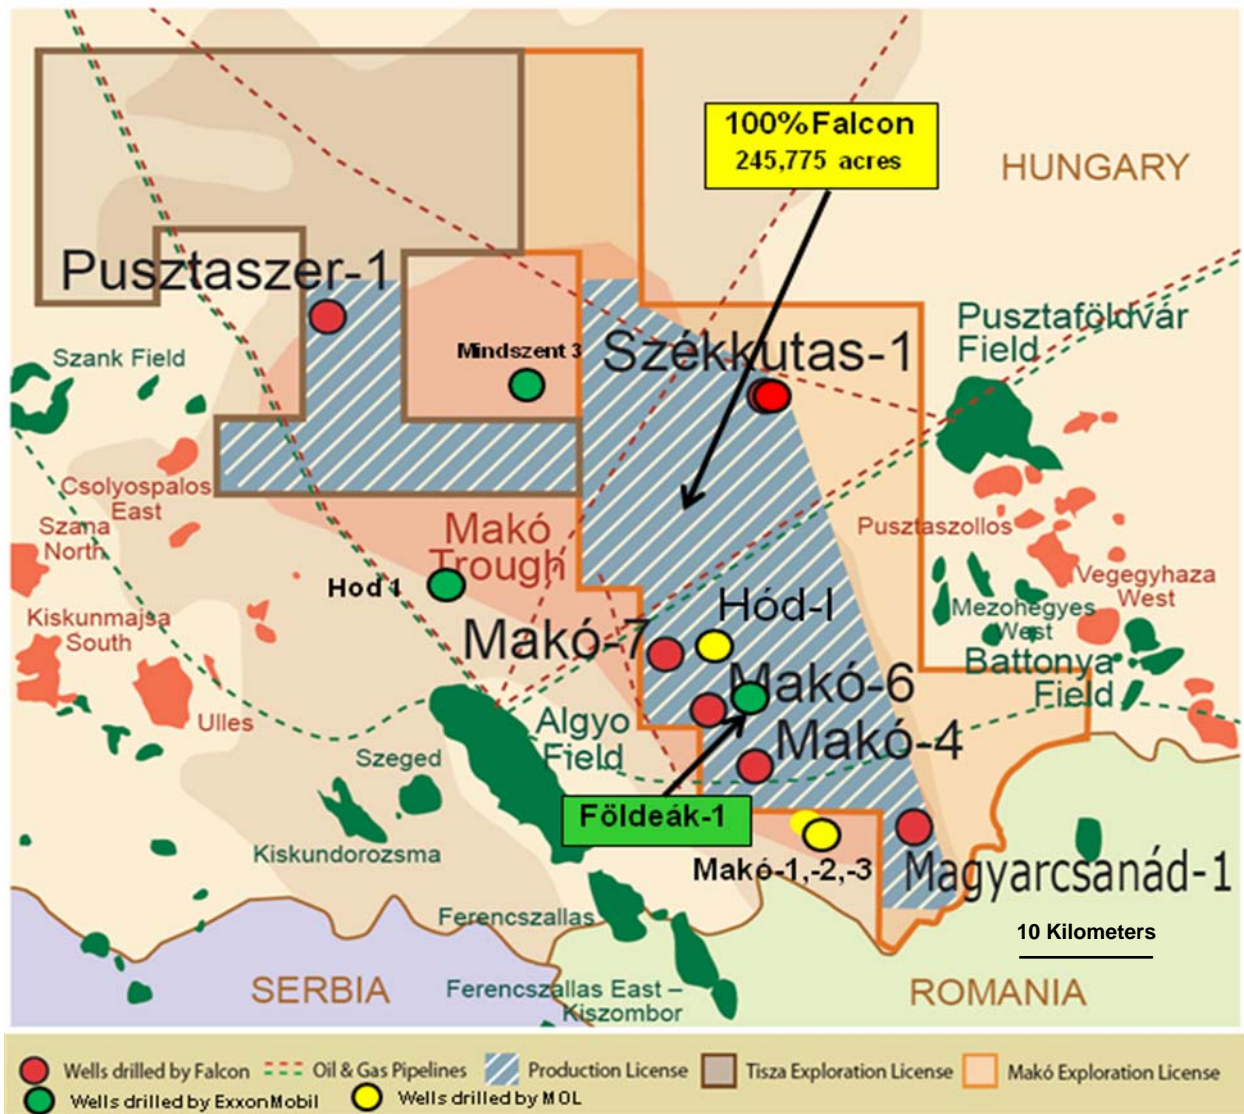 100%Falcon
245,775 acres
HUNGARY
Pusztaszer-1
Pusztaföldvár
Field
Szank Field
Mindszent 3
Székkutas-1
Csolyospalos
East
Szana
North
Makó
Trough
Pusztaszollos
Hod 1
Vegegyhaza
West
Kiskunmajsa
South
Hód-I
Mezohegyes
West
Makó-7
Battonya
Field
Makó-6
Ulles
Algyo
Field
Makó-4
Szeged
Földeák-1
Kiskundorozsma
Makó-1,-2,-3
Magyarcsanád-1
Ferencszallas
10 Kilometers
SERBIA
Ferencszallas East –
Kiszombor
ROMANIA
Wells drilled by Falcon
Oil & Gas Pipelines
Production License
Tisza Exploration License
Makó Exploration License
Wells drilled by ExxonMobil
Wells drilled by MOL